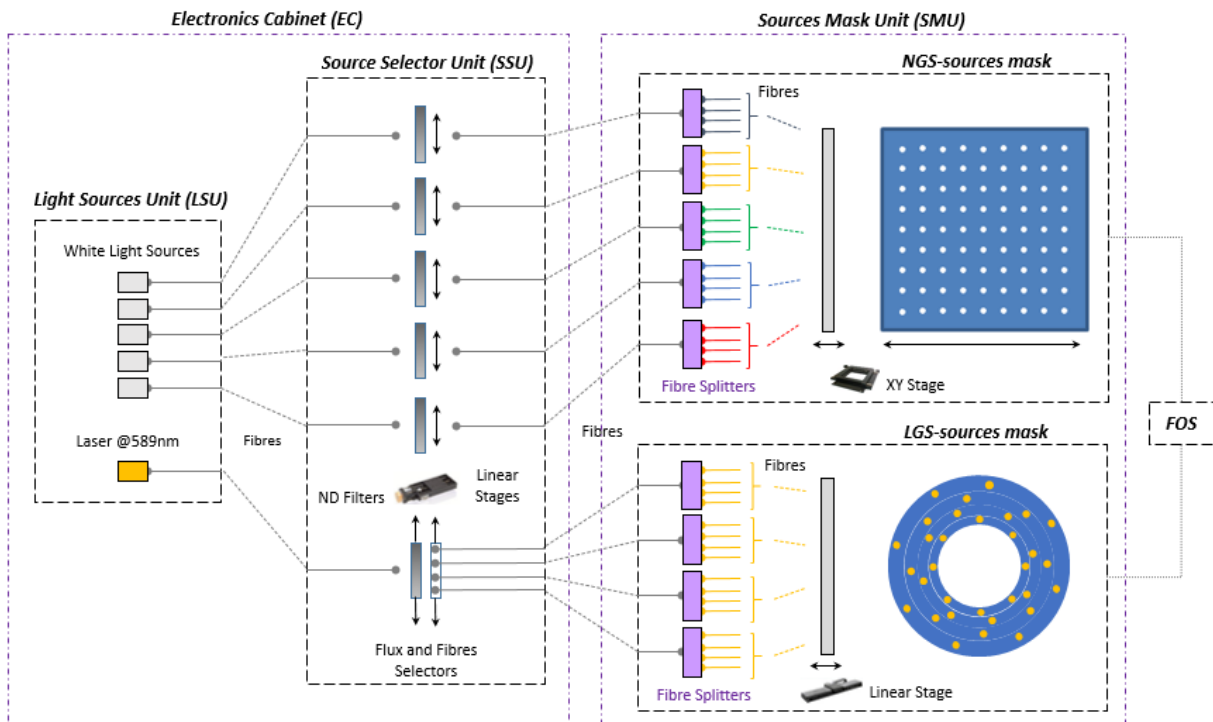 Electronics Cabinet (EC)
Sources Mask Unit (SMU)
Source Selector Unit (SSU)
NGS-sources mask
Fibres
Light Sources Unit (LSU)
White Light Sources
Fibre Splitters
XY Stage
Laser @589nm
Fibres
Fibres
LGS-sources mask
FOS
Fibres
ND Filters
Linear
Stages
Flux and Fibres
Selectors
Fibre Splitters
Linear Stage